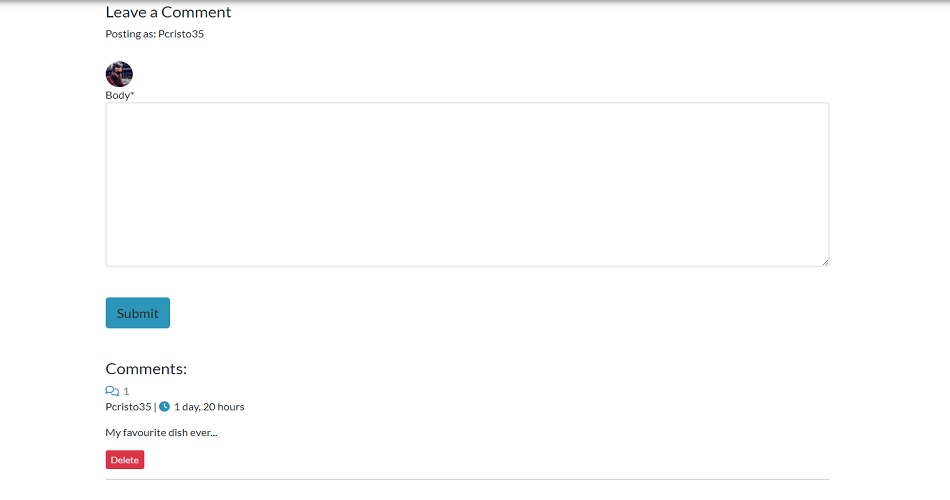 Leave a Comment
Posting as: Pcristo35
Body*
Submit
Comments:
1
Pcristo35 | 1 day, 20 hours
My favourite dish ever...
Delete